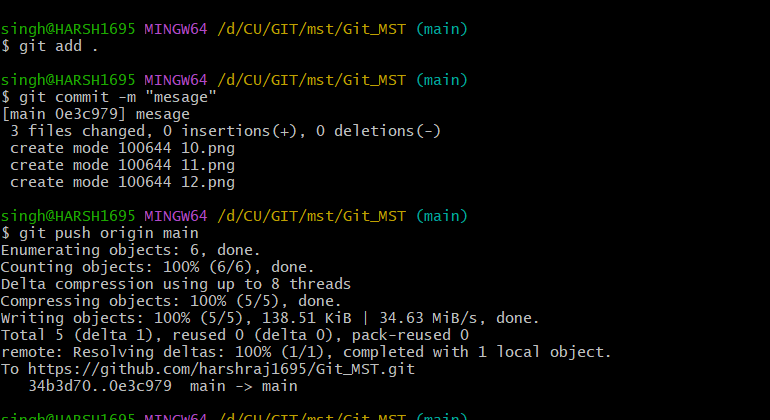 singh@HARSH1695 MINGW64 /d/CU/GIT/mst/Git_MST (main)
$ git add .
singh@HARSH1695 MINGW64 /d/CU/GIT/mst/Git_MST (main)
$ git commit -m "mesage"
[main 0e3c979] mesage
 3 files changed, 0 insertions(+), 0 deletions(-)
 create mode 100644 10.png
 create mode 100644 11.png
 create mode 100644 12.png
singh@HARSH1695 MINGW64 /d/CU/GIT/mst/Git_MST (main)
$ git push origin main
Enumerating objects: 6, done.
Counting objects: 100% (6/6), done.
Delta compression using up to 8 threads
Compressing objects: 100% (5/5), done.
Writing objects: 100% (5/5), 138.51 KiB | 34.63 MiB/s, done.
Total 5 (delta 1), reused 0 (delta 0), pack-reused 0
remote: Resolving deltas: 100% (1/1), completed with 1 local object.
To https://github.com/harshraj1695/Git_MST.git
   34b3d70..0e3c979  main -> main
singh@HARSH1695 MINGW64 /d/CU/GIT/mst/Git_MST (main)